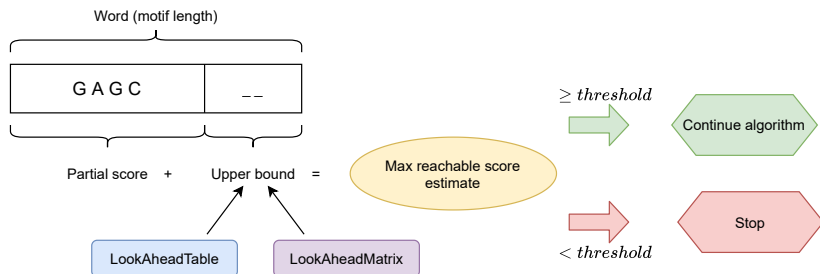 Word (motif length)
G A G C
_ _
≥ threshold
Continue algorithm
Partial score + Upper bound =
Max reachable score
estimate
Stop
< threshold
LookAheadTable
LookAheadMatrix